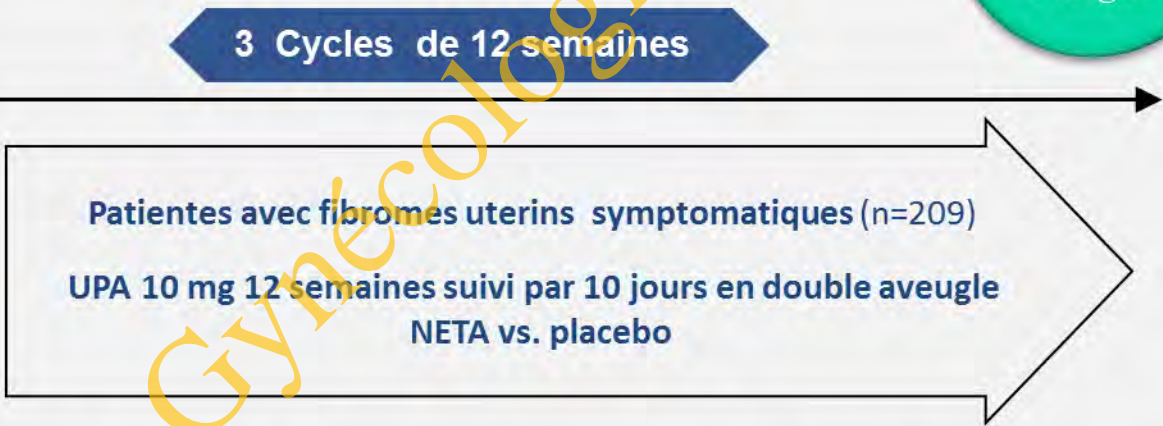 3 Cycles de 12 semaines
Patientes avec fibromes uterins symptomatiques (n=209)
UPA 10 mg 12 semaines suivi par 10 jours en double aveugle
NETA vs. placebo